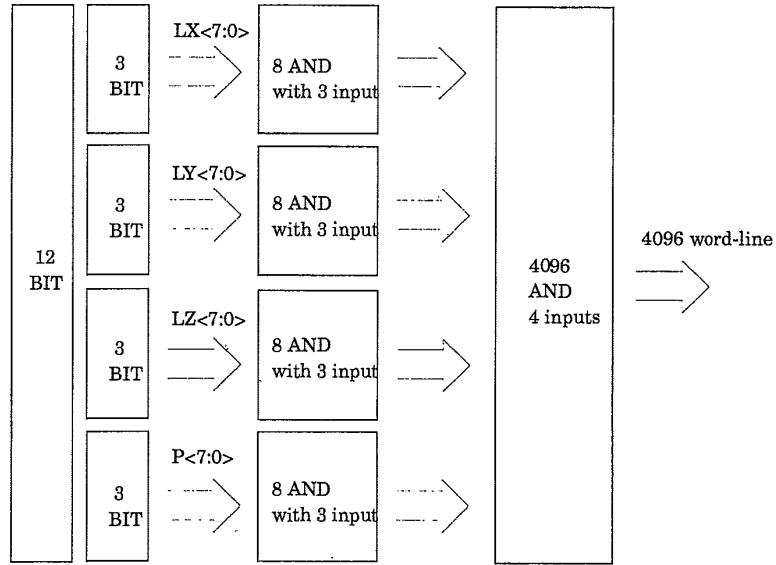 12
BIT
3
BIT
LX<7:0>
8 AND
with 3 input
3
BIT
LY<7:0>
8 AND
with 3 input
3
BIT
LZ<7:0>
8 AND
with 3 input
3
BIT
P<7:0>
8 AND
with 3 input
4096
AND
4 inputs
4096 word-line